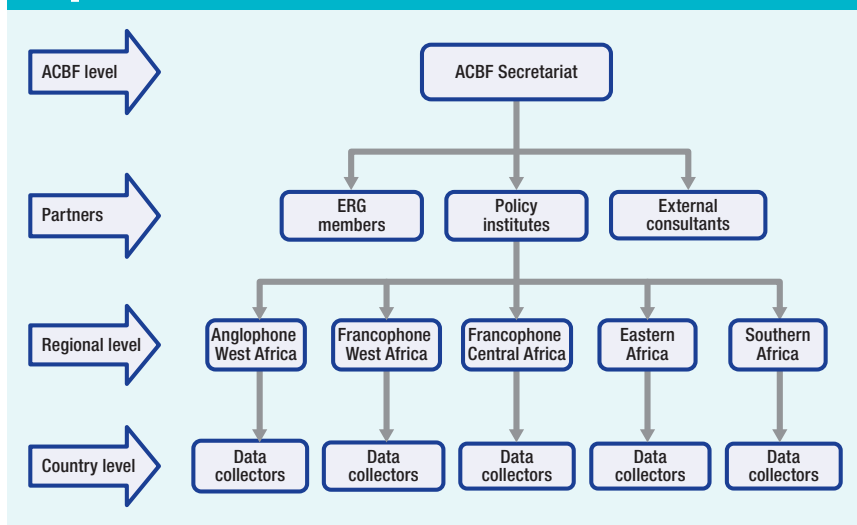 ACBF level
ACBF Secretariat
Partners
ERG
members
Policy
institutes
External
consultants
Regional level
Anglophone
West Africa
Francophone
West Africa
Francophone
Central Africa
Eastern
Africa
Southern
Africa
Country level
Data
collectors
Data
collectors
Data
collectors
Data
collectors
Data
collectors